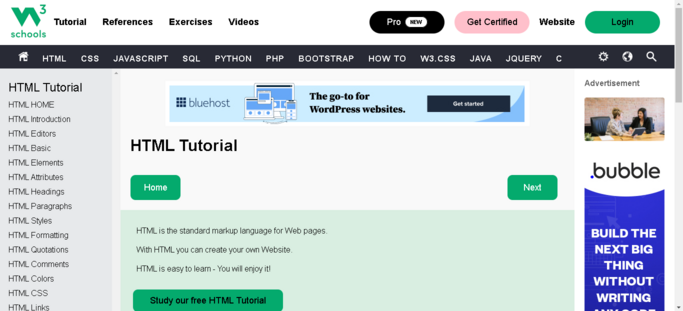 W3
schools
Tutorial References Exercises Videos
Pro NEW
Get Certified
Website
Login
HTML CSS JAVASCRIPT SQL PYTHON PHP BOOTSTRAP HOW TO W3.CSS JAVA JQUERY C
HTML Tutorial
HTML HOME
HTML Introduction
HTML Editors
HTML Basic
HTML Elements
HTML Attributes
HTML Headings
HTML Paragraphs
HTML Styles
HTML Formatting
HTML Quotations
HTML Comments
HTML Colors
HTML CSS
HTML Links
bluehost
The go-to for
WordPress websites.
Get started
HTML Tutorial
Home
Next
HTML is the standard markup language for Web pages.
With HTML you can create your own Website.
HTML is easy to learn - You will enjoy it!
Study our free HTML Tutorial
Advertisement
.bubble
BUILD THE
NEXT BIG
THING
WITHOUT
WRITING
ANY CODE